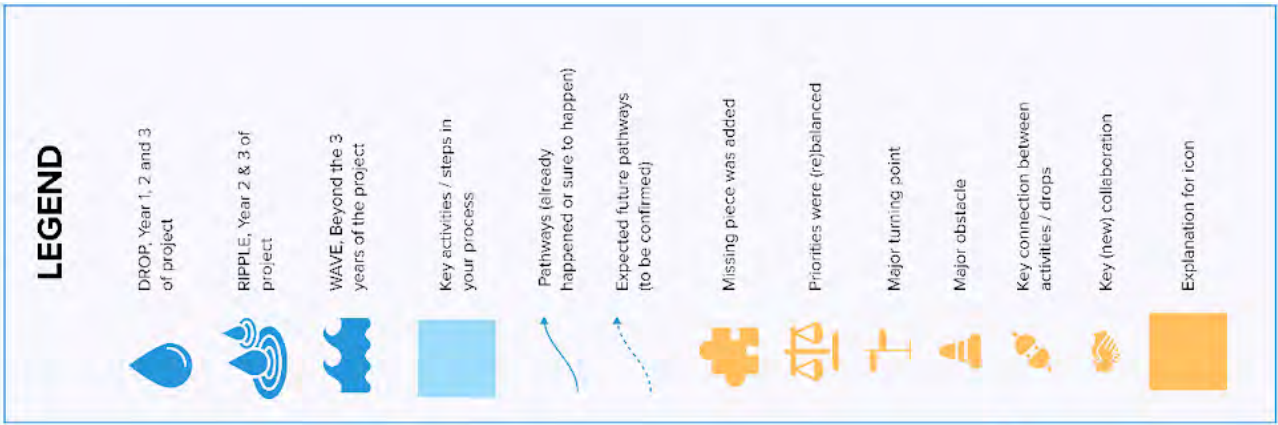 LEGEND
DROP, Year 1, 2 and 3
of project
RIPPLE, Year 2 & 3 of
project
WAVE, Beyond the 3
years of the project
Key activities / steps in
your process
Pathways (already
happened or sure to happen)
Expected future pathways
(to be confirmed)
Missing piece was added
Priorities were (re)balanced
Major turning point
Major obstacle
Key connection between
activities / drops
Key (new) collaboration
Explanation for icon